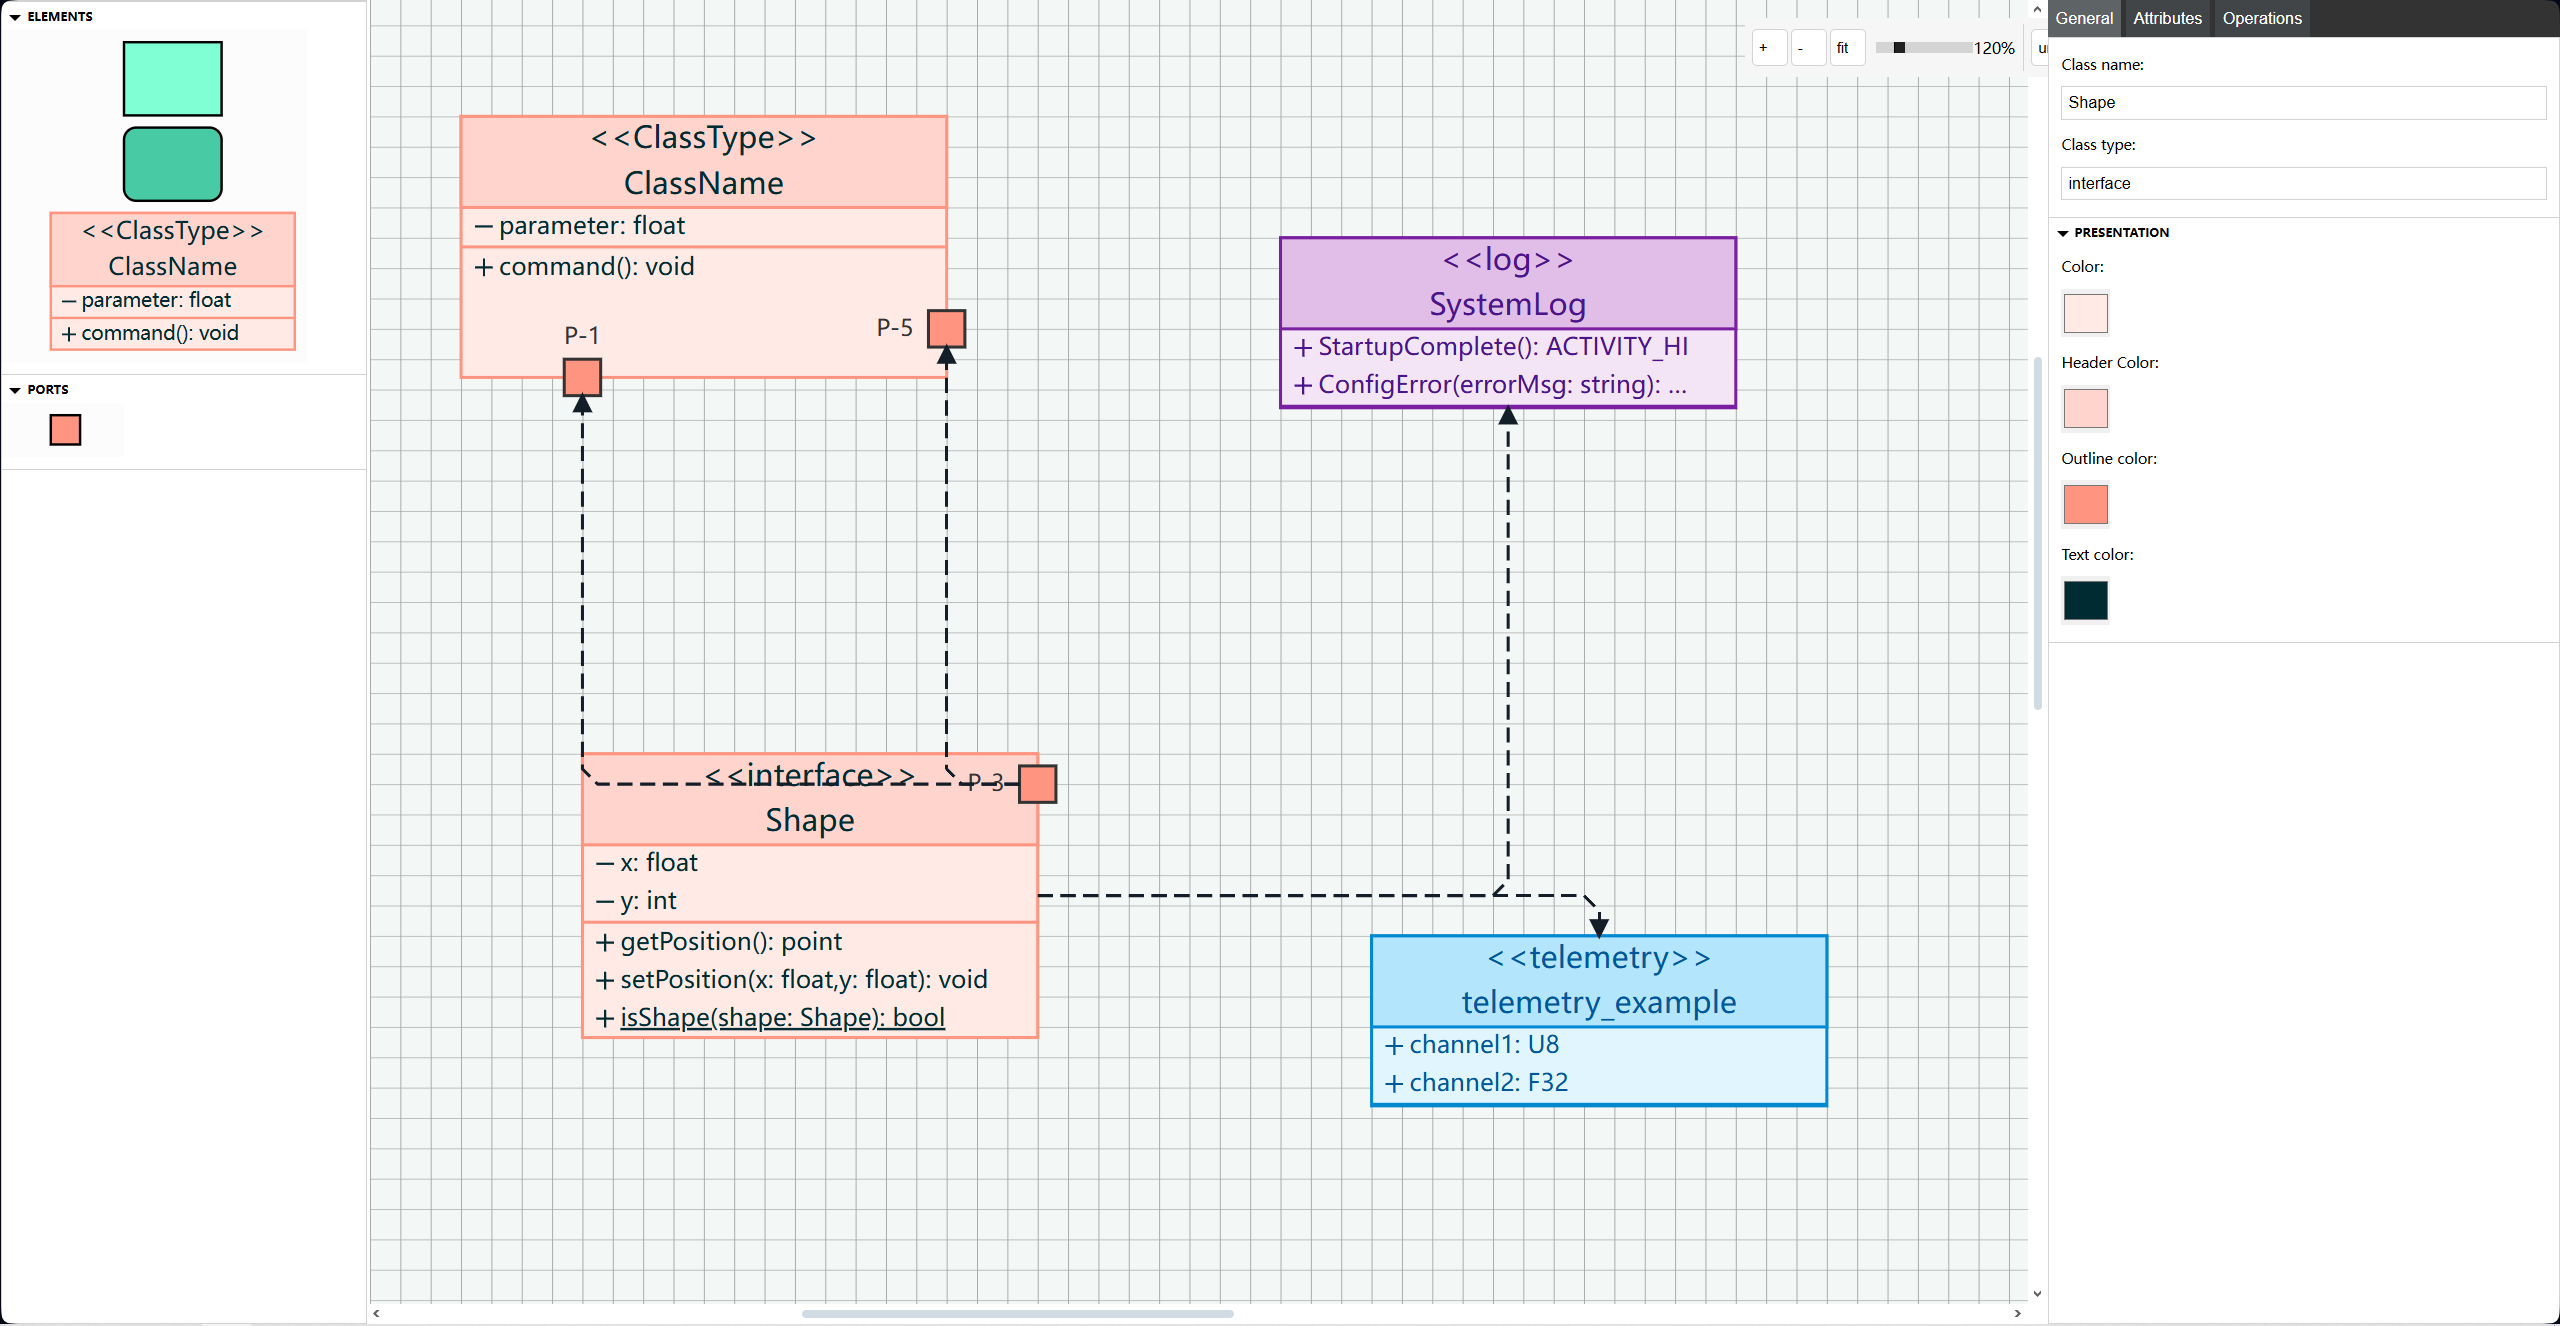 ELEMENTS
<<ClassType>>
ClassName
parameter: float
+ command(): void
PORTS
<<ClassType>>
ClassName
— parameter: float
+ command(): void
P-1
P-5
<<log>>
SystemLog
+ StartupComplete(): ACTIVITY_HI
+ ConfigError(errorMsg: string): ...
<<interface>>
P-3
Shape
— x: float
— y: int
+ getPosition(): point
+ setPosition(x: float,y: float): void
+ isShape(shape: Shape): bool
<<telemetry>>
telemetry_example
+ channel1: U8
+ channel2: F32
+ - fit 120%
General Attributes Operations
Class name:
Shape
Class type:
interface
PRESENTATION
Color:
Header Color:
Outline color:
Text color: